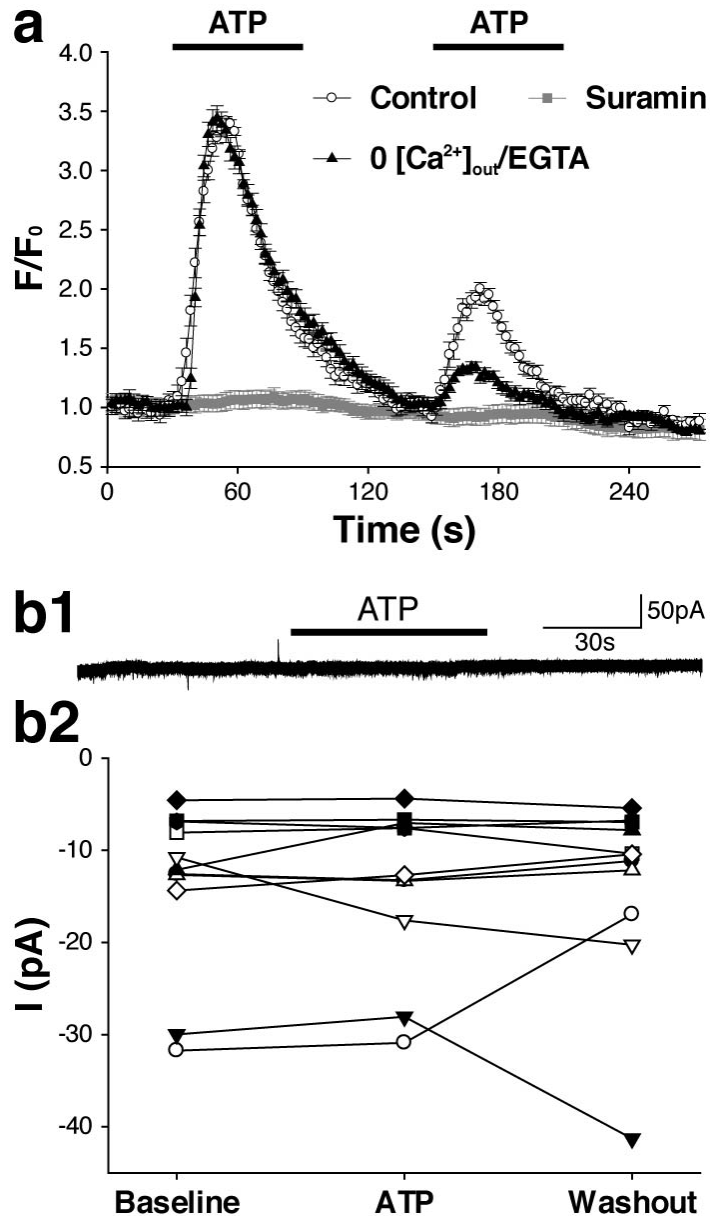 a
ATP ATP
4.0
Control Suramin
3.5
0 [Ca²⁺]out/EGTA
3.0
2.5
F/F₀
2.0
1.5
1.0
0.5
0 60 120 180 240
Time (s)
b1
ATP
50pA
30s
b2
0
-10
I (pA)
-20
-30
-40
Baseline ATP Washout